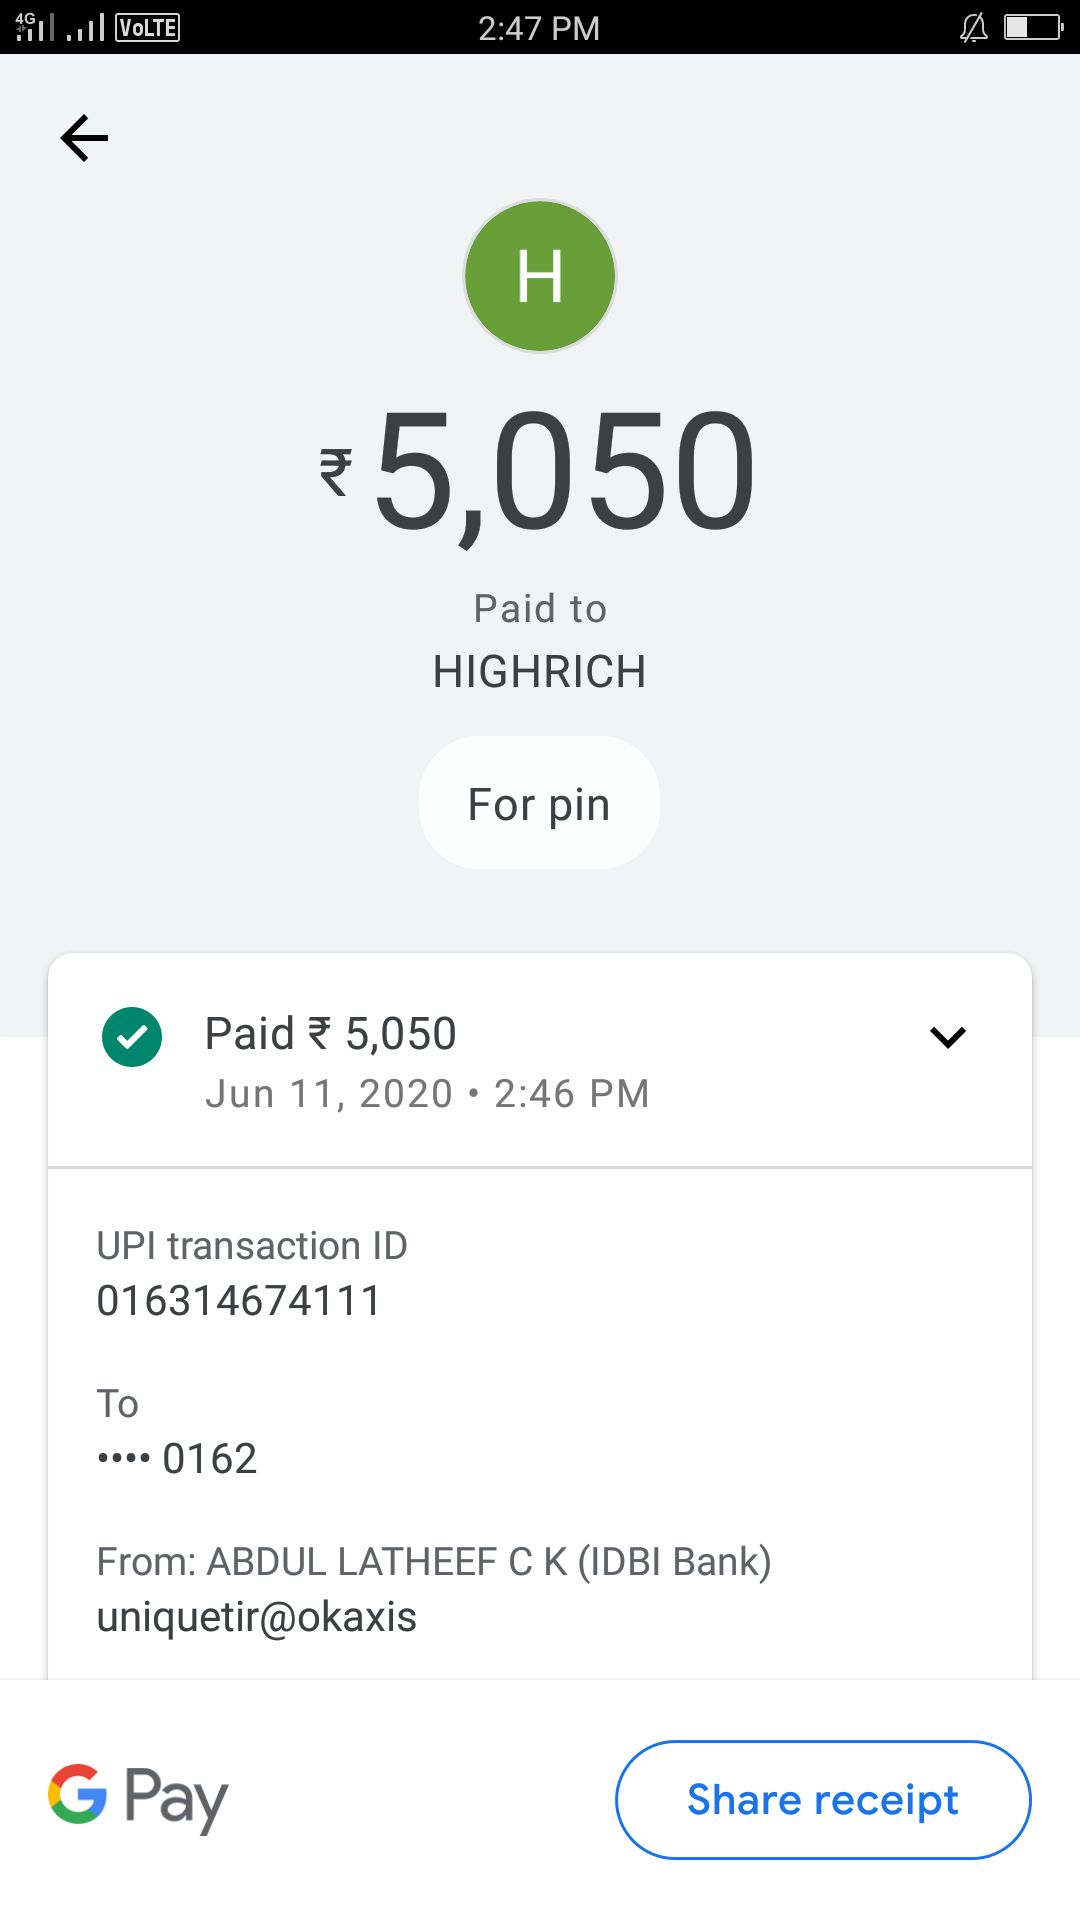 4G VoLTE 2:47 PM
H
₹5,050
Paid to
HIGHRICH
For pin
Paid ₹ 5,050
Jun 11, 2020 • 2:46 PM
UPI transaction ID
016314674111
To
•••• 0162
From: ABDUL LATHEEF C K (IDBI Bank)
uniquetir@okaxis
G Pay
Share receipt